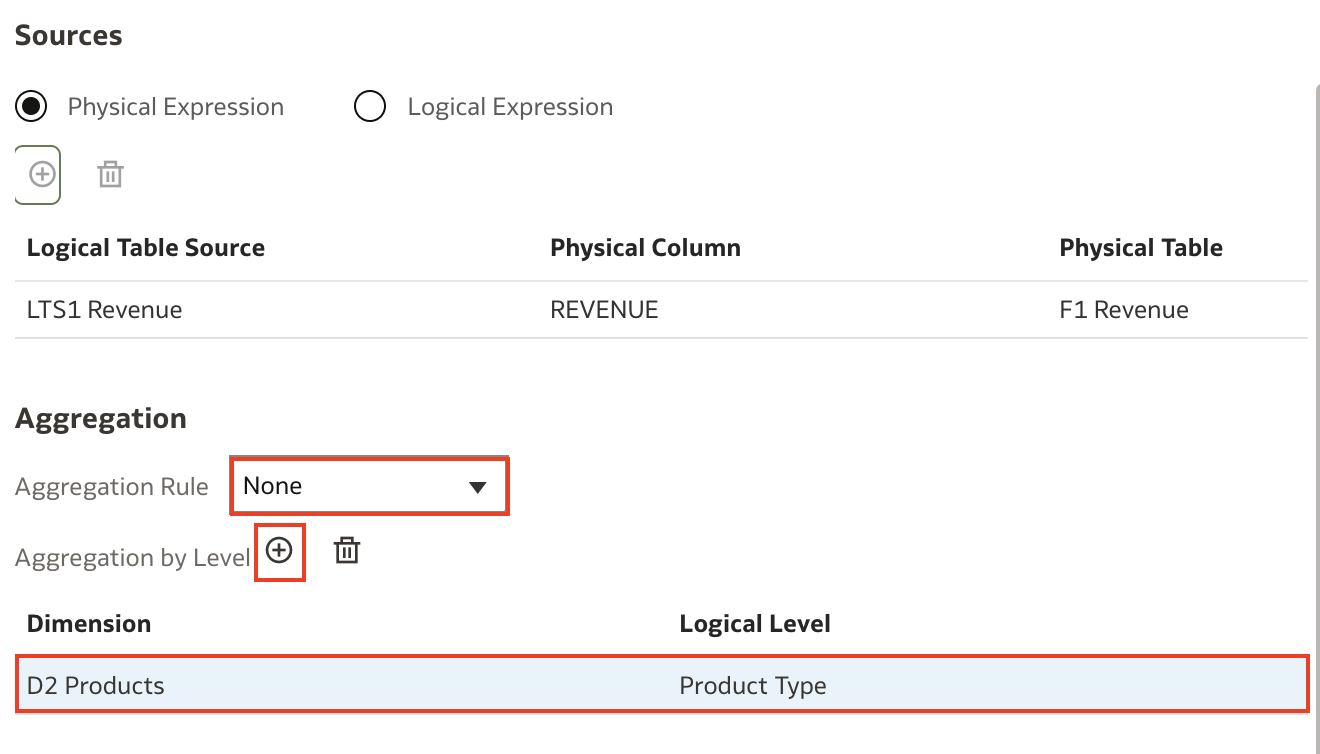 Sources
Physical Expression Logical Expression
Logical Table Source Physical Column Physical Table
LTS1 Revenue REVENUE F1 Revenue
Aggregation
Aggregation Rule None
Aggregation by Level
Dimension Logical Level
D2 Products Product Type